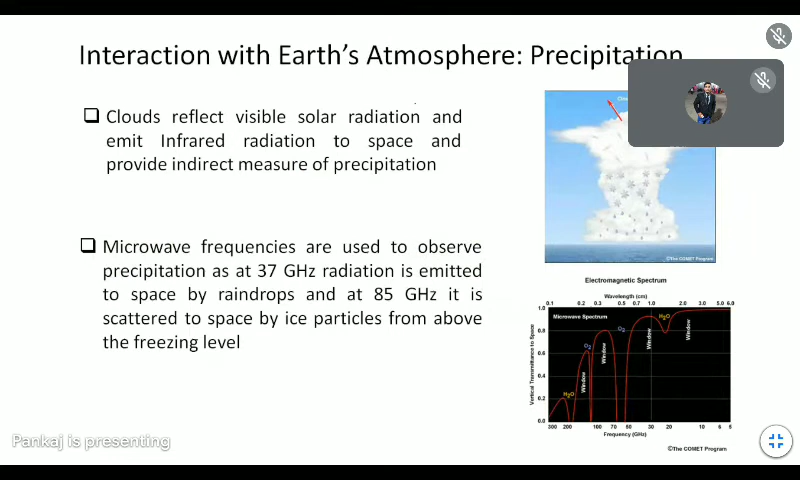 Interaction with Earth's Atmosphere: Precipitation
Clouds reflect visible solar radiation and
emit Infrared radiation to space and
provide indirect measure of precipitation
©The COMET Program
Microwave frequencies are used to observe
precipitation as at 37 GHz radiation is emitted
to space by raindrops and at 85 GHz it is
scattered to space by ice particles from above
the freezing level
Electromagnetic Spectrum
Wavelength (cm)
0.1 0.2 0.3 0.5 0.7 1.0 2.0 3.0 5.0 6.0
Microwave Spectrum
Vertical Transmittance to Space
1.0
0.8
0.6
0.4
0.2
0.0
H₂O
Window
O₂
Window
O₂
Window
H₂O
Window
300 200 100 70 50 30 20 10 6 5
Frequency (GHz)
©The COMET Program
Pankaj is presenting